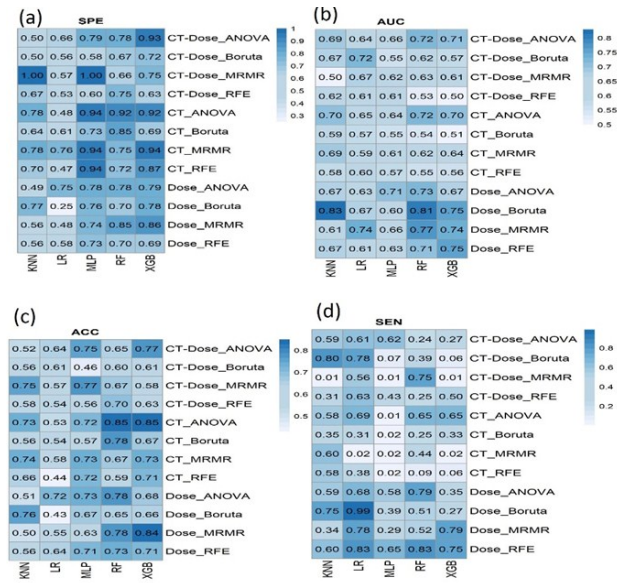 (a)
SPE
0.50 0.66 0.79 0.78 0.93 CT-Dose_ANOVA
0.50 0.56 0.58 0.67 0.72 CT-Dose_Boruta
1.00 0.57 1.00 0.66 0.75 CT-Dose_MRMR
0.67 0.53 0.60 0.75 0.63 CT-Dose_RFE
0.78 0.48 0.94 0.92 0.92 CT_ANOVA
0.64 0.61 0.73 0.85 0.69 CT_Boruta
0.78 0.76 0.94 0.75 0.94 CT_MRMR
0.70 0.47 0.94 0.72 0.87 CT_RFE
0.49 0.75 0.78 0.78 0.79 Dose_ANOVA
0.77 0.25 0.76 0.70 0.78 Dose_Boruta
0.56 0.48 0.74 0.85 0.86 Dose_MRMR
0.56 0.58 0.73 0.70 0.69 Dose_RFE
KNN LR MLP RF XGB
1
0.9
0.8
0.7
0.6
0.5
0.4
0.3
(b)
AUC
0.69 0.64 0.66 0.72 0.71 CT-Dose_ANOVA
0.67 0.72 0.55 0.62 0.57 CT-Dose_Boruta
0.50 0.67 0.62 0.63 0.61 CT-Dose_MRMR
0.67 0.61 0.61 0.53 0.50 CT-Dose_RFE
0.70 0.65 0.64 0.72 0.70 CT_ANOVA
0.59 0.57 0.55 0.54 0.51 CT_Boruta
0.69 0.59 0.61 0.62 0.64 CT_MRMR
0.58 0.60 0.57 0.55 0.56 CT_RFE
0.67 0.63 0.71 0.73 0.67 Dose_ANOVA
0.83 0.67 0.60 0.81 0.75 Dose_Boruta
0.61 0.74 0.66 0.77 0.74 Dose_MRMR
0.67 0.61 0.63 0.71 0.75 Dose_RFE
KNN LR MLP RF XGB
0.8
0.75
0.7
0.65
0.6
0.55
0.5
(c)
ACC
0.52 0.64 0.75 0.65 0.77 CT-Dose_ANOVA
0.56 0.61 0.46 0.60 0.61 CT-Dose_Boruta
0.75 0.57 0.77 0.67 0.58 CT-Dose_MRMR
0.58 0.54 0.56 0.70 0.63 CT-Dose_RFE
0.73 0.53 0.72 0.85 0.85 CT_ANOVA
0.56 0.54 0.57 0.78 0.67 CT_Boruta
0.74 0.58 0.73 0.67 0.73 CT_MRMR
0.66 0.44 0.72 0.59 0.71 CT_RFE
0.51 0.72 0.73 0.78 0.68 Dose_ANOVA
0.76 0.43 0.67 0.65 0.66 Dose_Boruta
0.50 0.55 0.63 0.78 0.84 Dose_MRMR
0.56 0.64 0.71 0.73 0.71 Dose_RFE
KNN LR MLP RF XGB
0.8
0.7
0.6
0.5
(d)
SEN
0.59 0.61 0.62 0.24 0.27 CT-Dose_ANOVA
0.80 0.78 0.07 0.39 0.06 CT-Dose_Boruta
0.01 0.56 0.01 0.75 0.01 CT-Dose_MRMR
0.31 0.63 0.43 0.25 0.50 CT-Dose_RFE
0.58 0.69 0.01 0.65 0.65 CT_ANOVA
0.35 0.31 0.02 0.25 0.33 CT_Boruta
0.60 0.02 0.02 0.44 0.02 CT_MRMR
0.58 0.38 0.02 0.09 0.06 CT_RFE
0.59 0.68 0.58 0.79 0.35 Dose_ANOVA
0.75 0.99 0.39 0.51 0.27 Dose_Boruta
0.34 0.78 0.29 0.52 0.79 Dose_MRMR
0.60 0.83 0.65 0.83 0.75 Dose_RFE
KNN LR MLP RF XGB
0.8
0.6
0.4
0.2